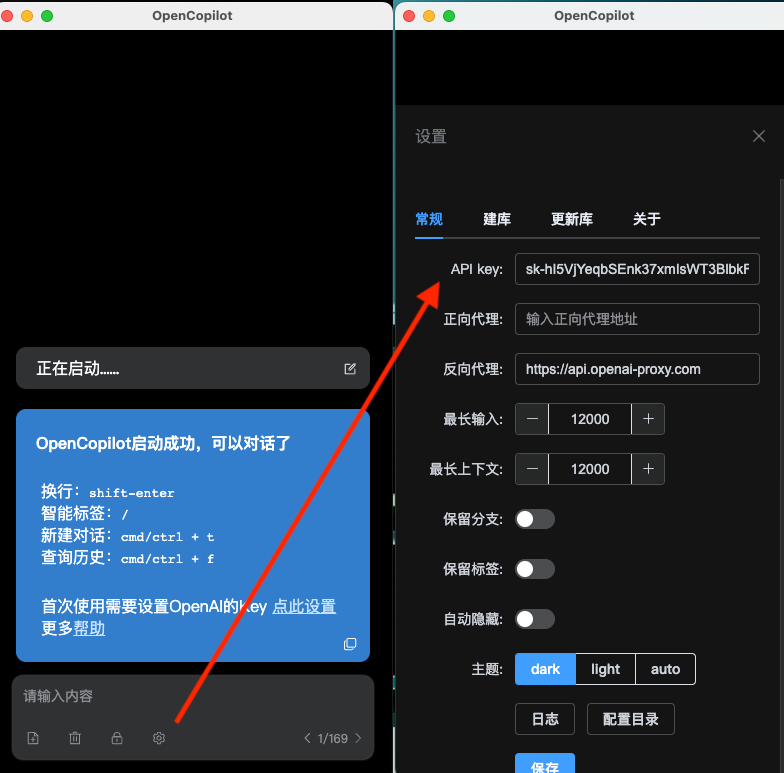 OpenCopilot
正在启动......
OpenCopilot启动成功，可以对话了
换行：shift-enter
智能标签：/
新建对话：cmd/ctrl + t
查询历史：cmd/ctrl + f
首次使用需要设置OpenAI的Key 点此设置
更多帮助
请输入内容
1/169
OpenCopilot
设置
常规 建库 更新库 关于
API key:
正向代理: 输入正向代理地址
反向代理: https://api.openai-proxy.com
最长输入: 12000
最长上下文: 12000
保留分支:
保留标签:
自动隐藏:
主题: dark light auto
日志 配置目录
保存